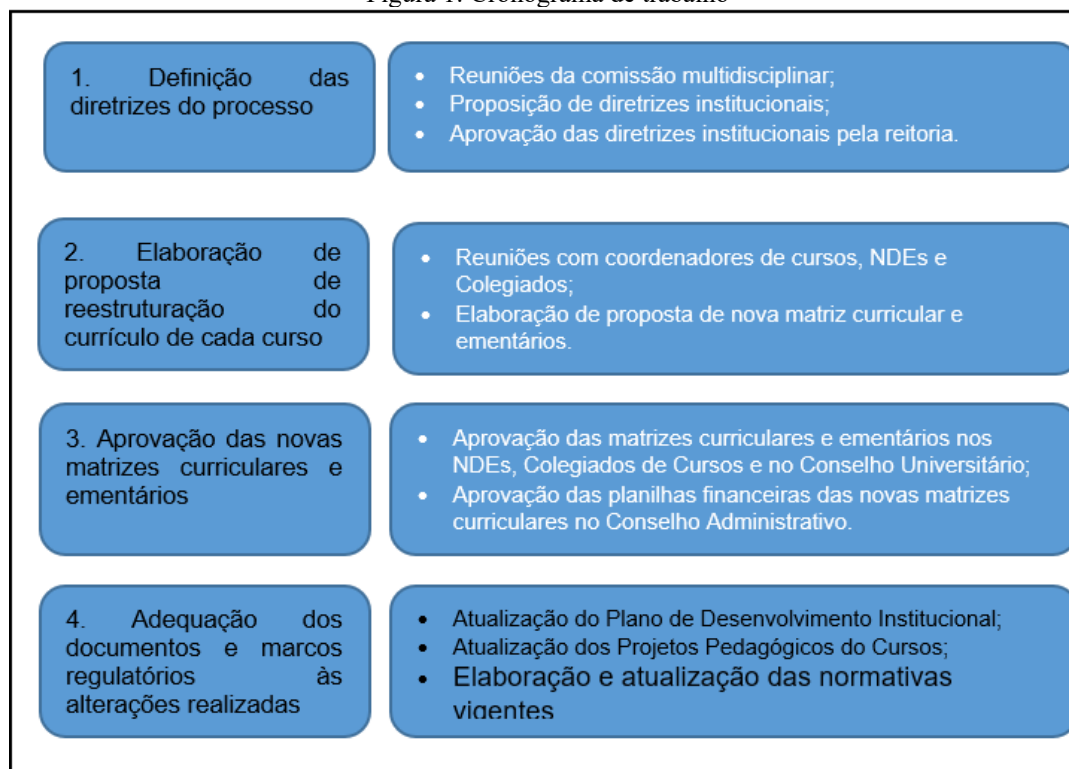 Figura 1: Cronograma de trabalho
1. Definição das
diretrizes do processo
• Reuniões da comissão multidisciplinar;
• Proposição de diretrizes institucionais;
• Aprovação das diretrizes institucionais pela reitoria.
2. Elaboração de
proposta de
reestruturação do
currículo de cada curso
• Reuniões com coordenadores de cursos, NDEs e
Colegiados;
• Elaboração de proposta de nova matriz curricular e
ementários.
3. Aprovação das novas
matrizes curriculares e
ementários
• Aprovação das matrizes curriculares e ementários nos
NDEs, Colegiados de Cursos e no Conselho Universitário;
• Aprovação das planilhas financeiras das novas matrizes
curriculares no Conselho Administrativo.
4. Adequação dos
documentos e marcos
regulatórios às
alterações realizadas
• Atualização do Plano de Desenvolvimento Institucional;
• Atualização dos Projetos Pedagógicos do Cursos;
• Elaboração e atualização das normativas
vigentes